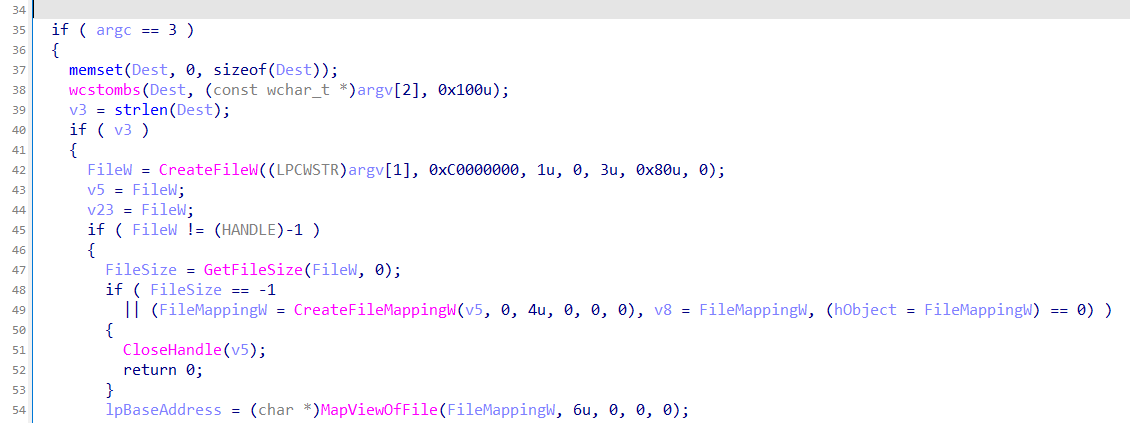 34
35 if ( argc == 3 )
36 {
37 memset(Dest, 0, sizeof(Dest));
38 wcstombs(Dest, (const wchar_t *)argv[2], 0x100u);
39 v3 = strlen(Dest);
40 if ( v3 )
41 {
42 FileW = CreateFileW((LPCWSTR)argv[1], 0xC0000000, 1u, 0, 3u, 0x80u, 0);
43 v5 = FileW;
44 v23 = FileW;
45 if ( FileW != (HANDLE)-1 )
46 {
47 FileSize = GetFileSize(FileW, 0);
48 if ( FileSize == -1
49 || (FileMappingW = CreateFileMappingW(v5, 0, 4u, 0, 0, 0), v8 = FileMappingW, (hObject = FileMappingW) == 0) )
50 {
51 CloseHandle(v5);
52 return 0;
53 }
54 lpBaseAddress = (char *)MapViewOfFile(FileMappingW, 6u, 0, 0, 0);